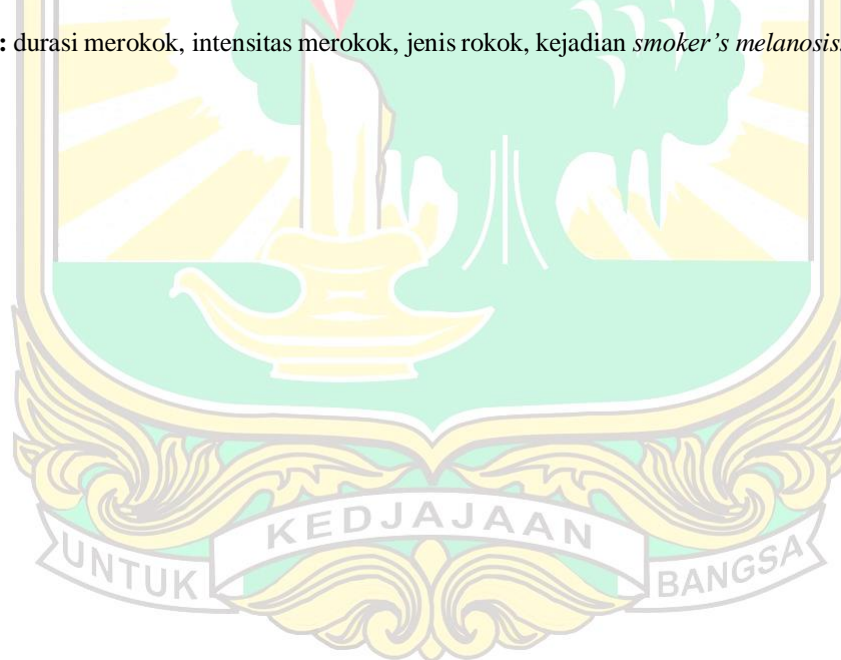 : durasi merokok, intensitas merokok, jenis rokok, kejadian smoker’s melanosis.
UNTUK KEDJAJAAN BANGSA